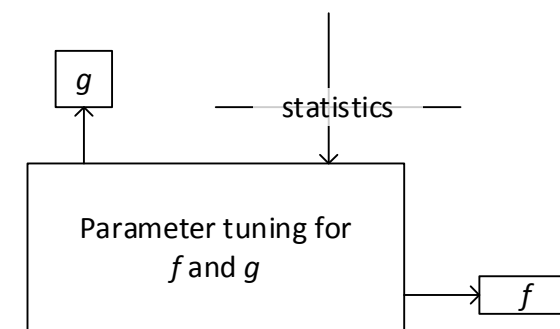 g
statistics
Parameter tuning for
f and g
f